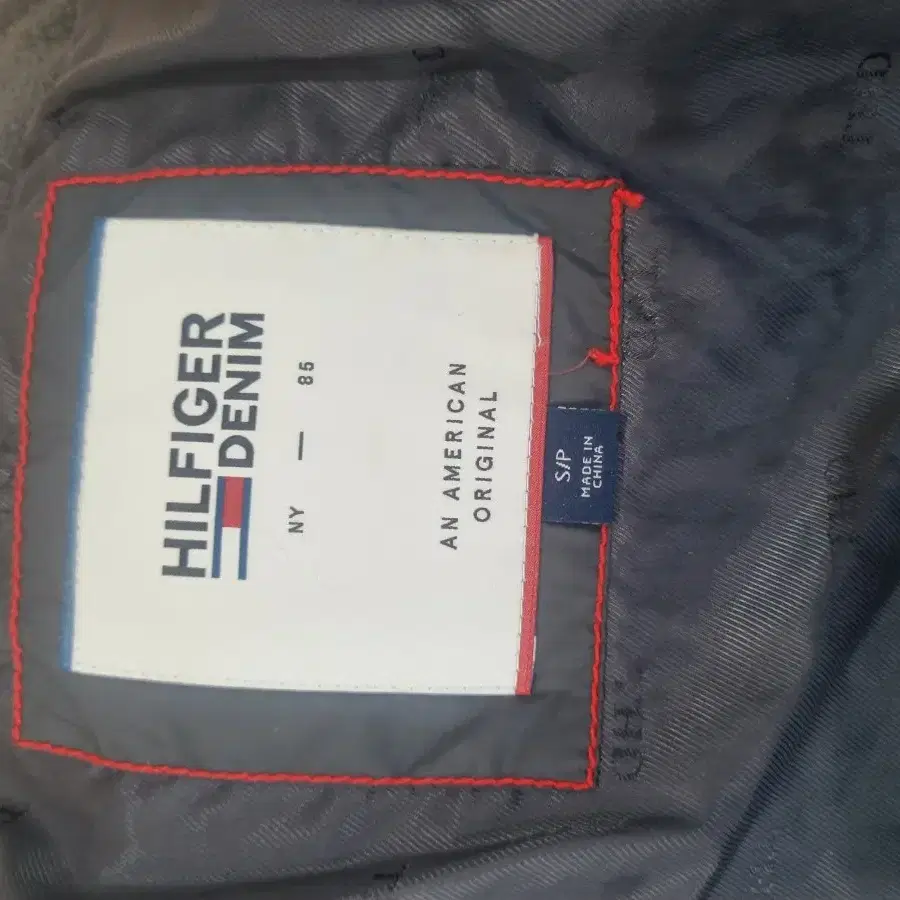 HILFIGER
DENIM
NY — 85
AN AMERICAN
ORIGINAL
S/P
MADE IN
CHINA